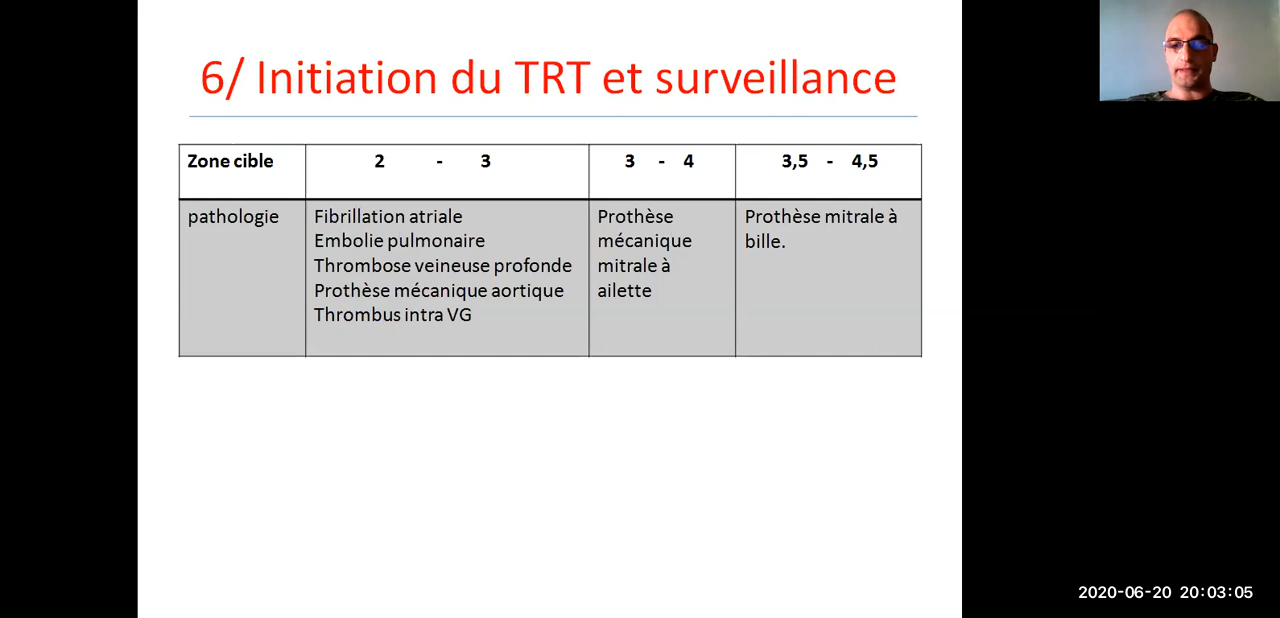 6/ Initiation du TRT et surveillance
Zone cible 2 - 3 3 - 4 3,5 - 4,5
pathologie
Fibrillation atriale
Embolie pulmonaire
Thrombose veineuse profonde
Prothèse mécanique aortique
Thrombus intra VG
Prothèse
mécanique
mitrale à
ailette
Prothèse mitrale à
bille.
2020-06-20 20:03:05